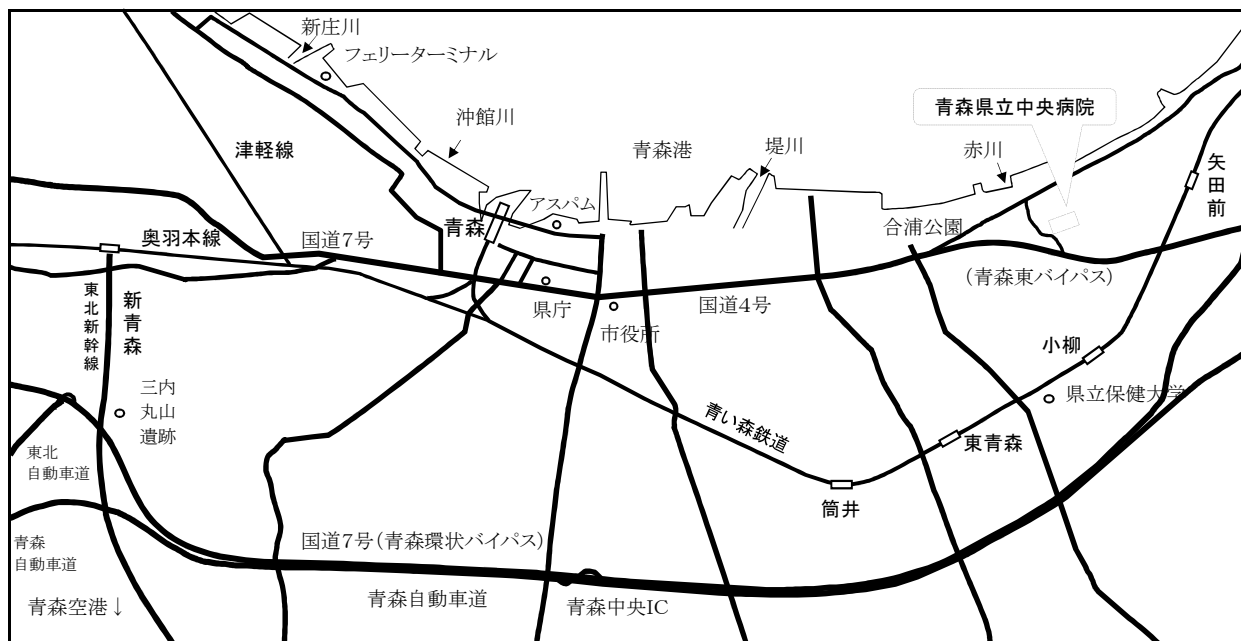 新庄川
フェリーターミナル
青森県立中央病院
沖館川
津軽線
青森港
堤川
赤川
矢田前
アスパム
青森
合浦公園
奥羽本線
国道7号
(青森東バイパス)
東北新幹線
新青森
県庁
市役所
国道4号
小柳
三内
丸山
遺跡
県立保健大学
青い森鉄道
東青森
東北
自動車道
筒井
青森
自動車道
国道7号(青森環状バイパス)
青森自動車道
青森中央IC
青森空港↓